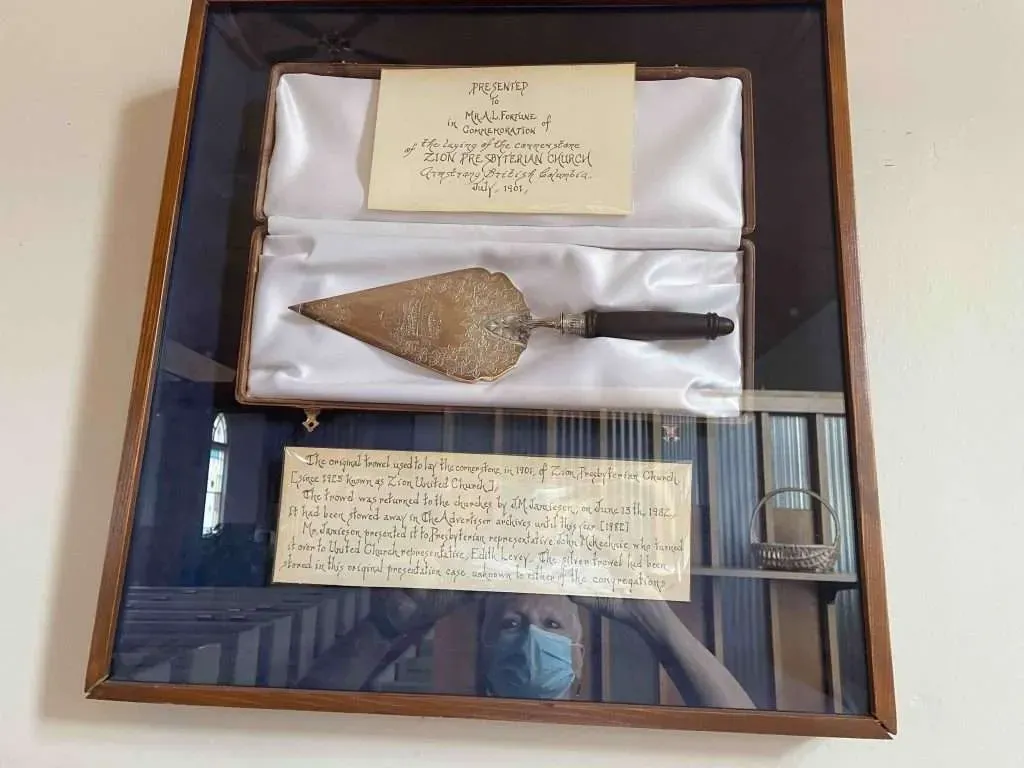 PRESENTED
to
MR. A. L. FORTUNE
in COMMEMORATION of
of the laying of the cornerstone
ZION PRESBYTERIAN CHURCH
Armstrong, British Columbia.
July, 1901,
The original trowel used to lay the cornerstone, in 1901, of Zion Presbyterian Church
[since 1925 known as Zion United Church],
The trowel was returned to the churches by J.M. Jamieson, on June 13th, 1982.
It had been stowed away in The Advertiser archives until this year [1982]
Mr. Jamieson presented it to Presbyterian representative John McKechnie who turned
it over to United Church representative, Edith Levey. The silver trowel had been
stored in this original presentation case unknown to either of the congregations